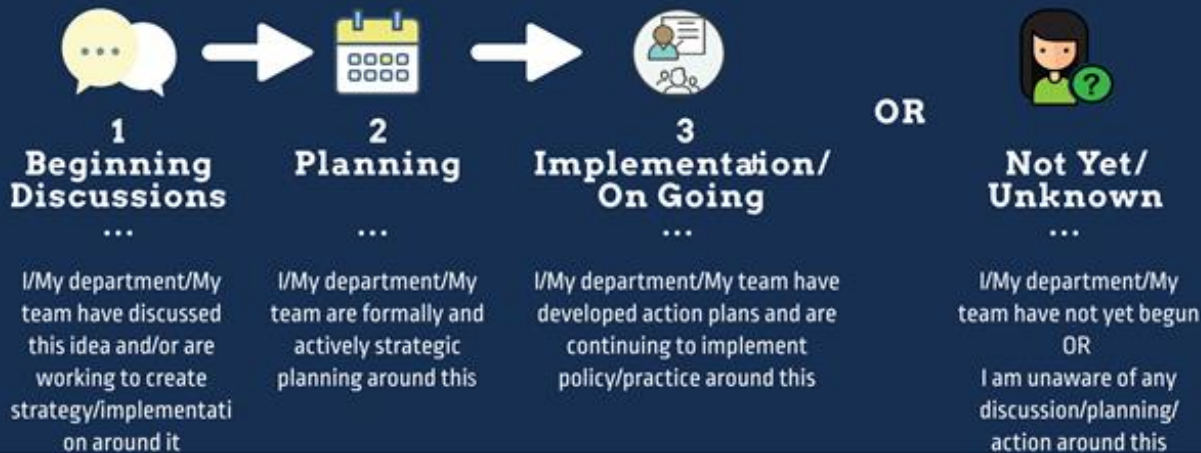 1
Beginning
Discussions
...
I/My department/My
team have discussed
this idea and/or are
working to create
strategy/implementati
on around it
2
Planning
...
I/My department/My
team are formally and
actively strategic
planning around this
3
Implementation/
On Going
...
I/My department/My team have
developed action plans and are
continuing to implement
policy/practice around this
OR
?
Not Yet/
Unknown
...
I/My department/My
team have not yet begun
OR
I am unaware of any
discussion/planning/
action around this